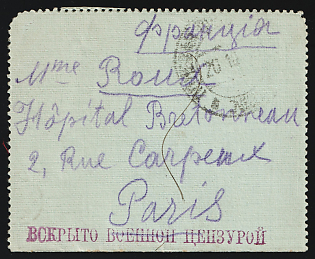 Франція
Mme Roux
Hôpital Bretonneau
2, Rue Carpeaux
Paris
ВСКРЫТО ВОЕННОЙ ЦЕНЗУРОЙ